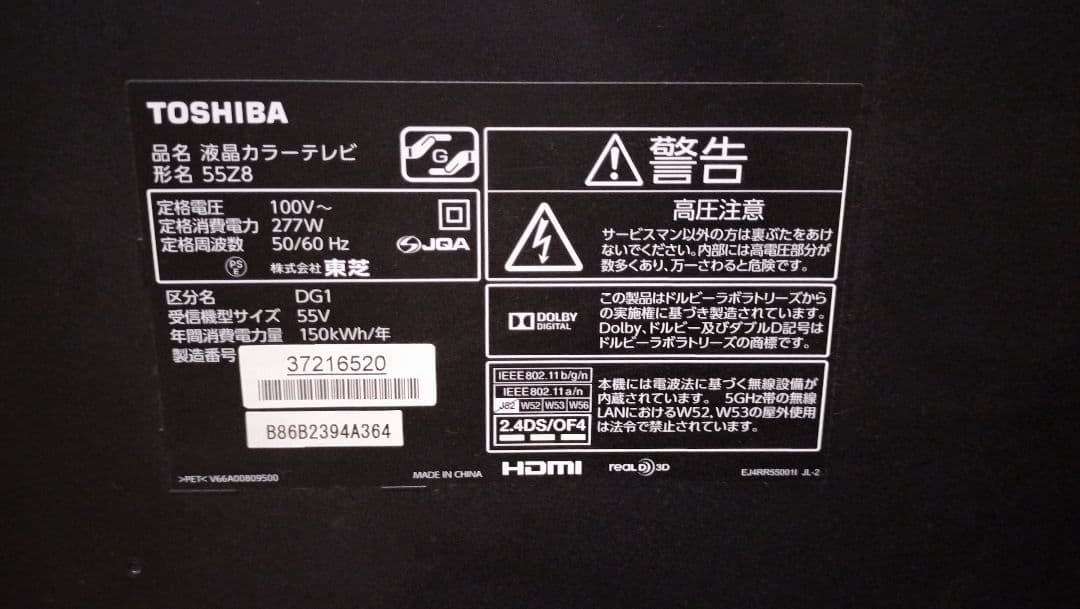 TOSHIBA
品名 液晶カラーテレビ
形名 55Z8
G
定格電圧 100V~
定格消費電力 277W
定格周波数 50/60 Hz
JQA
PS
E
株式会社 東芝
区分名 DG1
受信機型サイズ 55V
年間消費電力量 150kWh/年
製造番号
37216520
B86B2394A364
>PET< V66A00809500
MADE IN CHINA
警告
高圧注意
サービスマン以外の方は裏ぶたをあけ
ないでください。内部には高電圧部分が
数多くあり、万一さわると危険です。
DOLBY
DIGITAL
この製品はドルビーラボラトリーズから
の実施権に基づき製造されています。
Dolby、ドルビー及びダブルD記号は
ドルビーラボラトリーズの商標です。
IEEE802.11b/g/n
IEEE802.11a/n
J52 W52 W53 W56
2.4DS/OF4
本機には電波法に基づく無線設備が
内蔵されています。 5GHz帯の無線
LANにおけるW52、W53の屋外使用
は法令で禁止されています。
HDMI
REAL D 3D
EJ4RR55001I JL-2